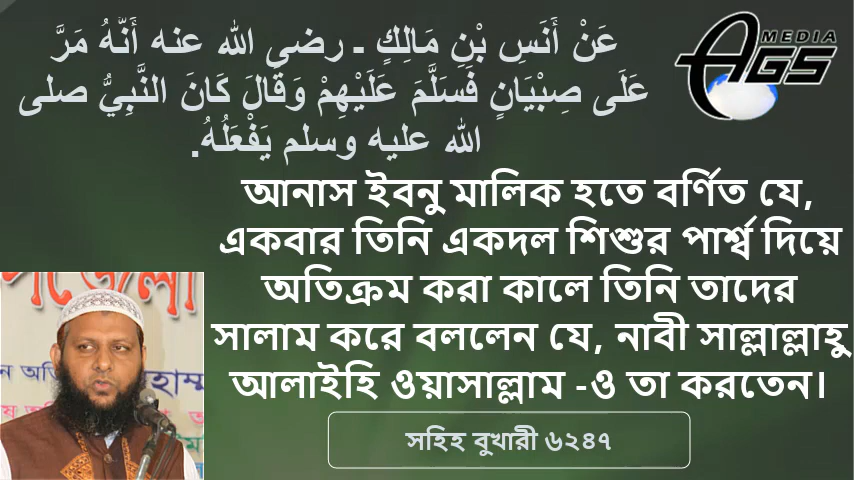 عَنْ أَنَسِ بْنِ مَالِكٍ ـ رضى الله عنه أَنَّهُ مَرَّ
عَلَى صِبْيَانٍ فَسَلَّمَ عَلَيْهِمْ وَقَالَ كَانَ النَّبِيُّ صلى
الله عليه وسلم يَفْعَلُهُ.
MEDIA
AGS
আনাস ইবনু মালিক হতে বর্ণিত যে,
একবার তিনি একদল শিশুর পার্শ্ব দিয়ে
অতিক্রম করা কালে তিনি তাদের
সালাম করে বললেন যে, নাবী সাল্লাল্লাহু
আলাইহি ওয়াসাল্লাম -ও তা করতেন।
সহিহ বুখারী ৬২৪৭